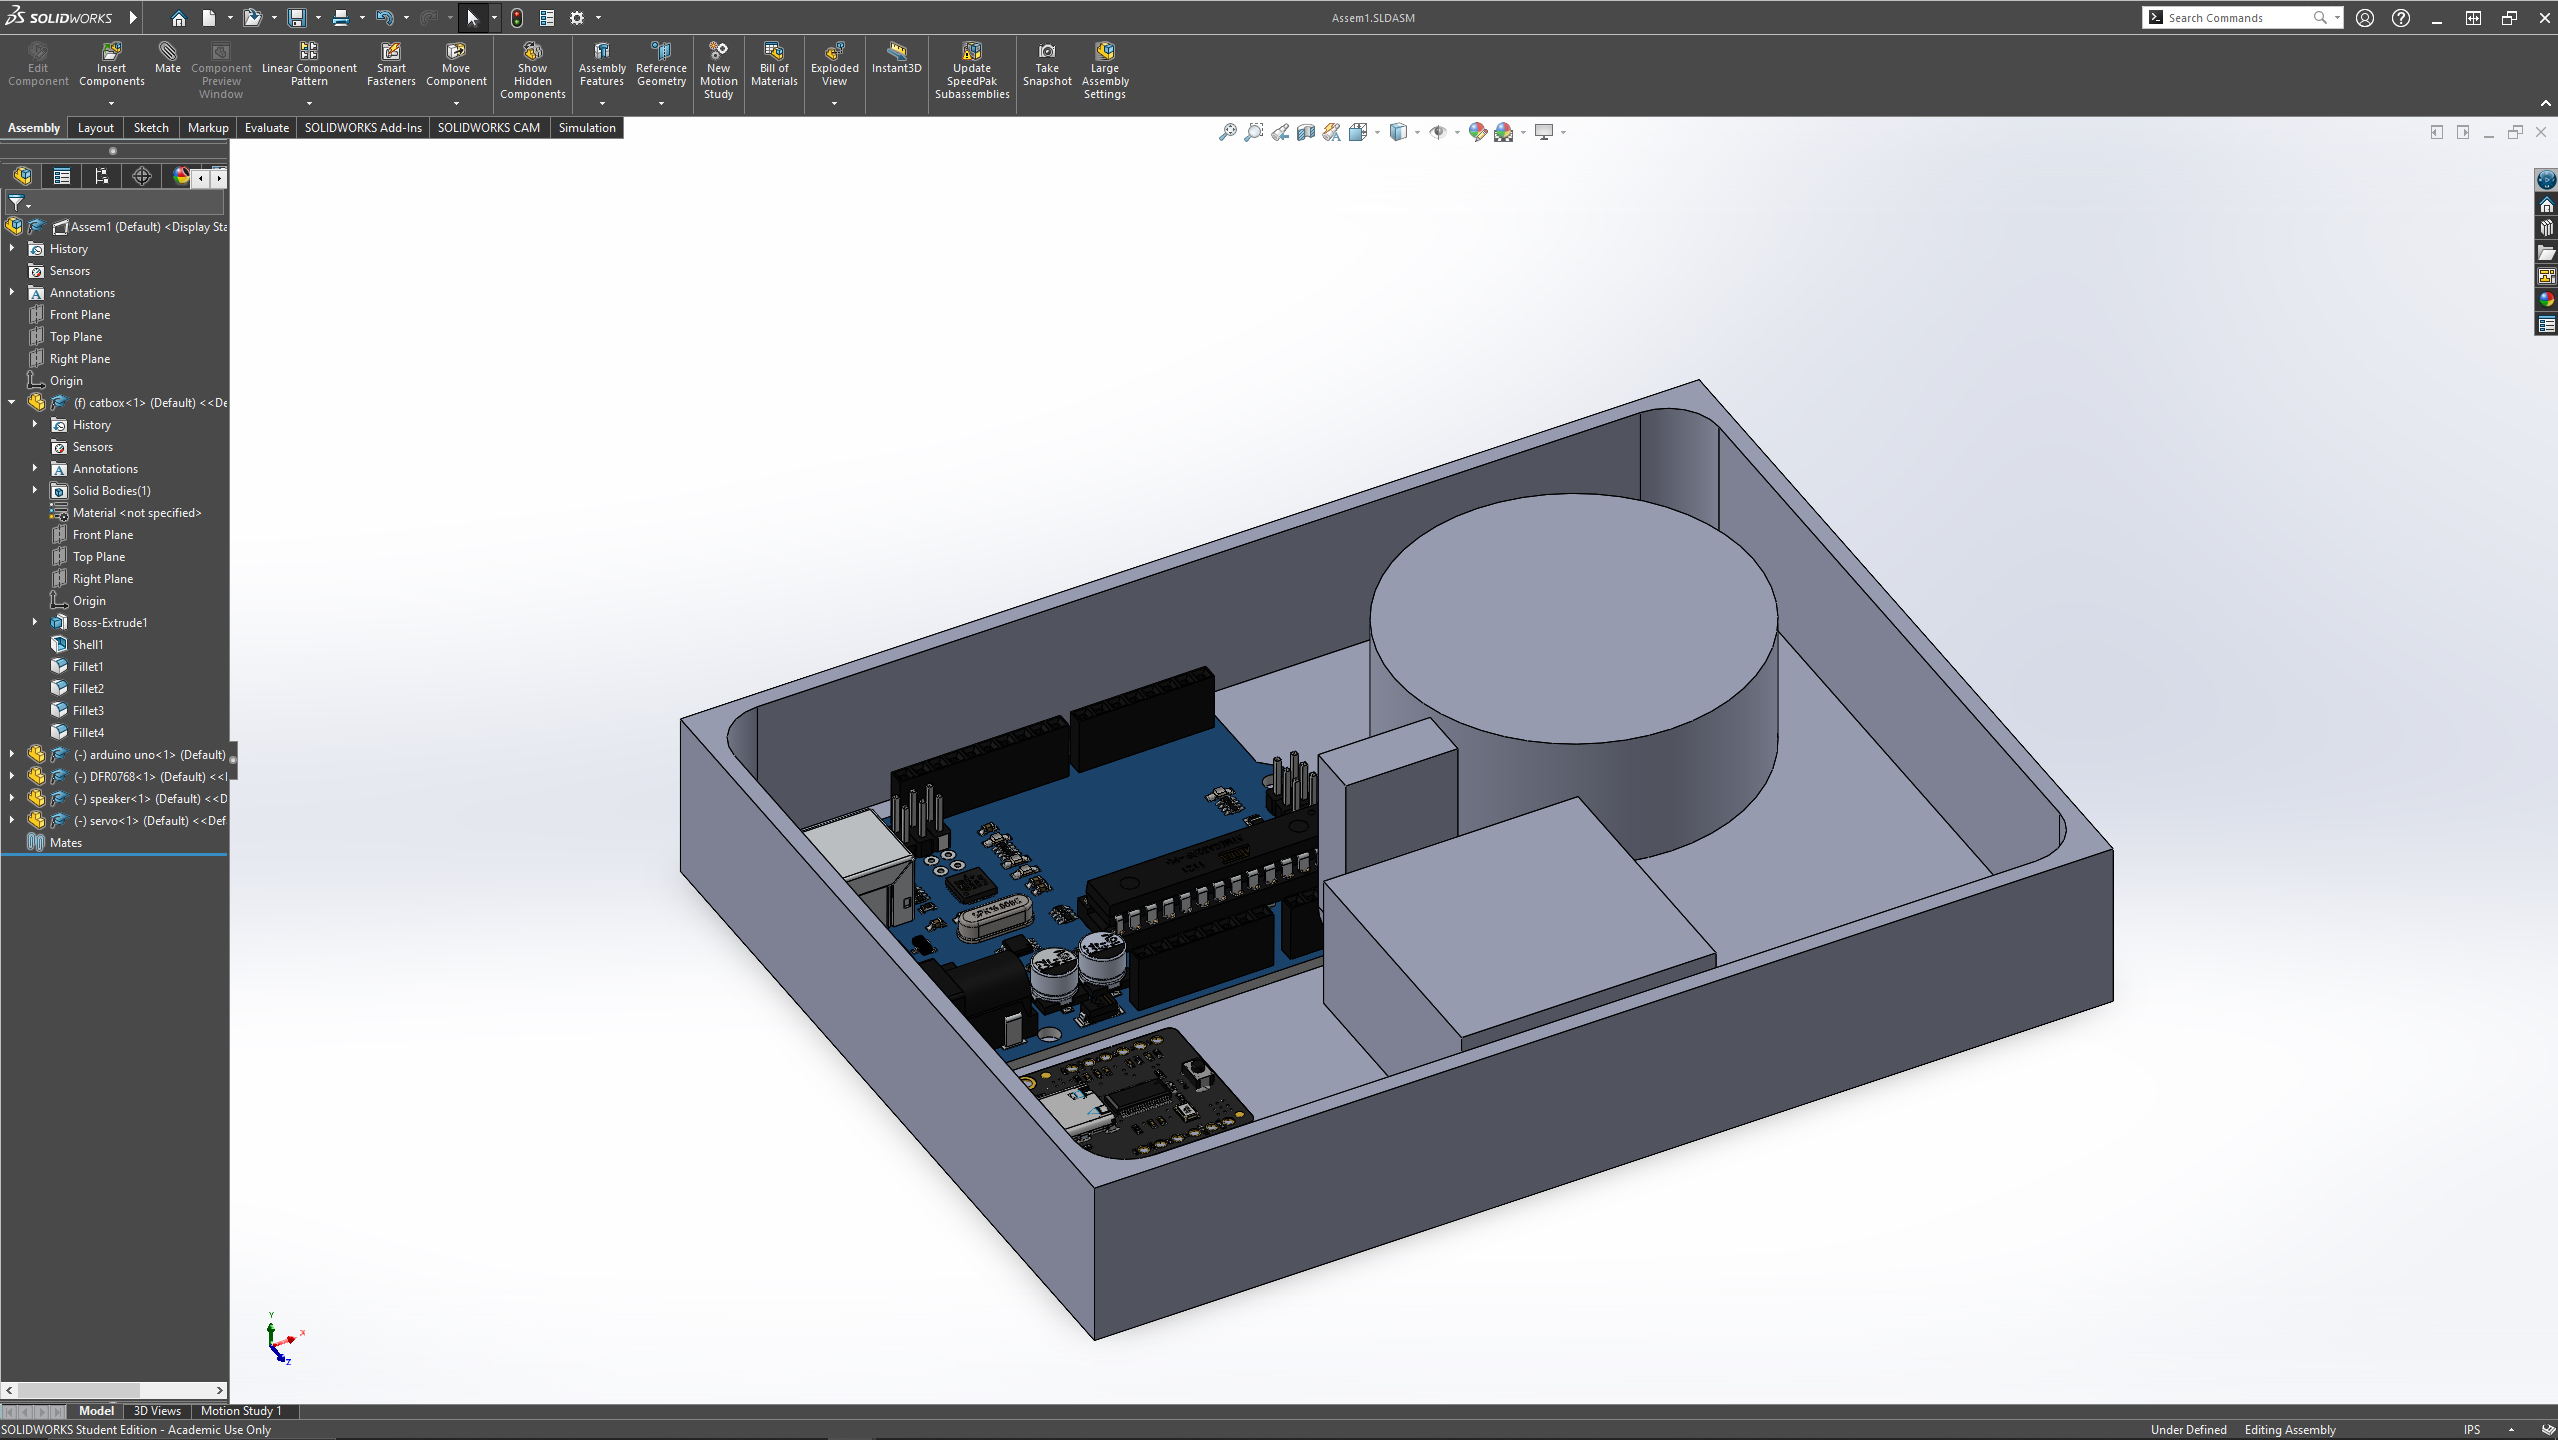 SOLIDWORKS
Assem1.SLDASM
Search Commands
Edit Component
Insert Components
Mate
Component Preview Window
Linear Component Pattern
Smart Fasteners
Move Component
Show Hidden Components
Assembly Features
Reference Geometry
New Motion Study
Bill of Materials
Exploded View
Instant3D
Update SpeedPak Subassemblies
Take Snapshot
Large Assembly Settings
Assembly Layout Sketch Markup Evaluate SOLIDWORKS Add-Ins SOLIDWORKS CAM Simulation
Assem1 (Default) <Display Sta
History
Sensors
Annotations
Front Plane
Top Plane
Right Plane
Origin
(f) catbox<1> (Default) <<De
History
Sensors
Annotations
Solid Bodies(1)
Material <not specified>
Front Plane
Top Plane
Right Plane
Origin
Boss-Extrude1
Shell1
Fillet1
Fillet2
Fillet3
Fillet4
(-) arduino uno<1> (Default)
(-) DFR0768<1> (Default) <<
(-) speaker<1> (Default) <<D
(-) servo<1> (Default) <<Def
Mates
Y
X
Z
Model 3D Views Motion Study 1
SOLIDWORKS Student Edition - Academic Use Only
Under Defined Editing Assembly IPS